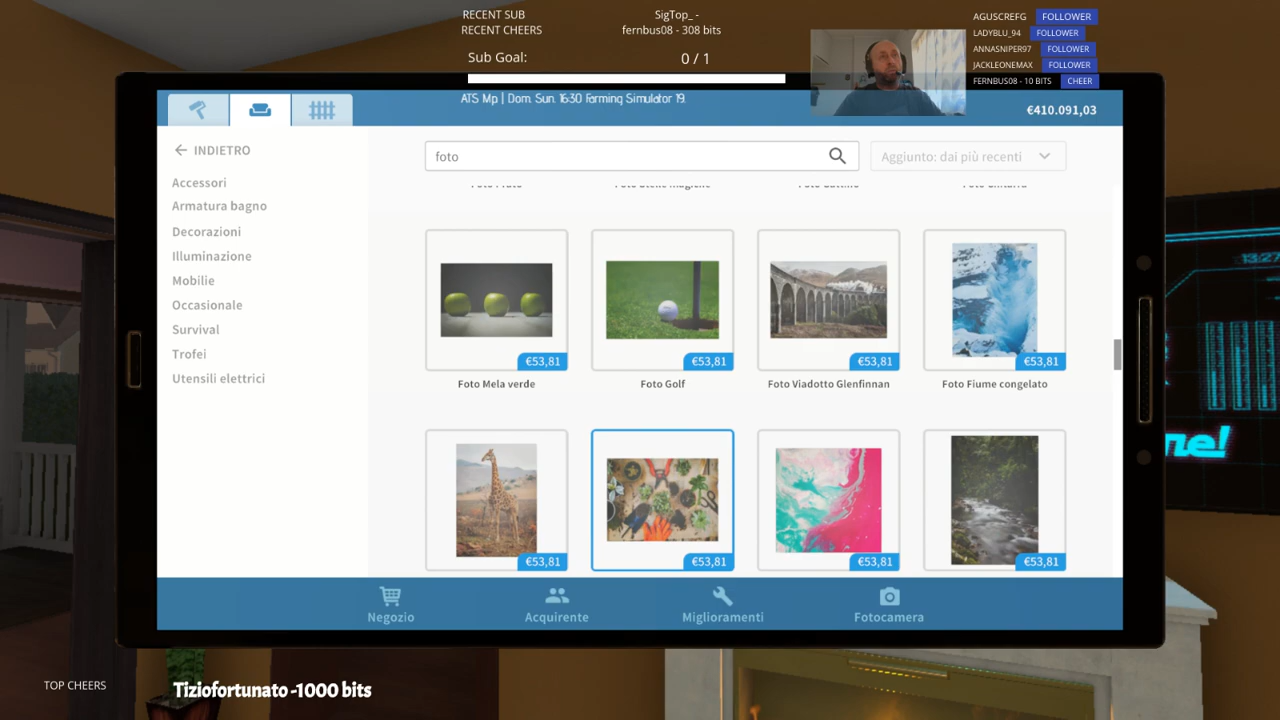 RECENT SUB
SigTop_ -
RECENT CHEERS
fernbus08 - 308 bits
Sub Goal:
0 / 1
AGUSCREFG FOLLOWER
LADYBLU_94 FOLLOWER
ANNASNIPER97 FOLLOWER
JACKLEONEMAX FOLLOWER
FERNBUS08 - 10 BITS CHEER
ATS Mp | Dom. Sun. 16:30 Farming Simulator 19.
€410.091,03
INDIETRO
foto
Aggiunto: dai più recenti
Accessori
Armatura bagno
Decorazioni
Illuminazione
Mobilie
Occasionale
Survival
Trofei
Utensili elettrici
€53,81
€53,81
€53,81
€53,81
Foto Mela verde
Foto Golf
Foto Viadotto Glenfinnan
Foto Fiume congelato
€53,81
€53,81
€53,81
€53,81
Negozio
Acquirente
Miglioramenti
Fotocamera
13:27
ne!
TOP CHEERS
Tiziofortunato -1000 bits